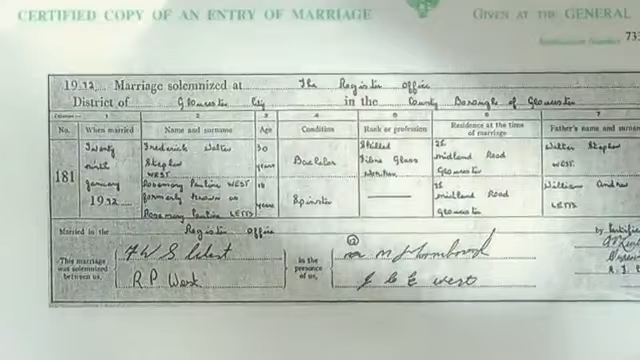 CERTIFIED COPY OF AN ENTRY OF MARRIAGE
GIVEN AT THE GENERAL
Application Number 733
1972 Marriage solemnized at The Register Office
District of Gloucester City in the County Borough of Gloucester
1 2 3 4 5 6 7
No. When married Name and surname Age Condition Rank or profession Residence at the time of marriage Father's name and surname
181
Twenty ninth January 1972
Frederick Walter Stephen WEST
30 years
Bachelor
Skilled Fibre Glass
25 Midland Road Gloucester
Walter Stephen WEST
Rosemary Pauline WEST formerly known as Rosemary Pauline LETTS
18 years
Spinster
25 Midland Road Gloucester
William Andrew LETTS
Married in the Register Office
by Certificate
This marriage was solemnized between us,
F W S West
R P West
in the presence of us,
J C E West